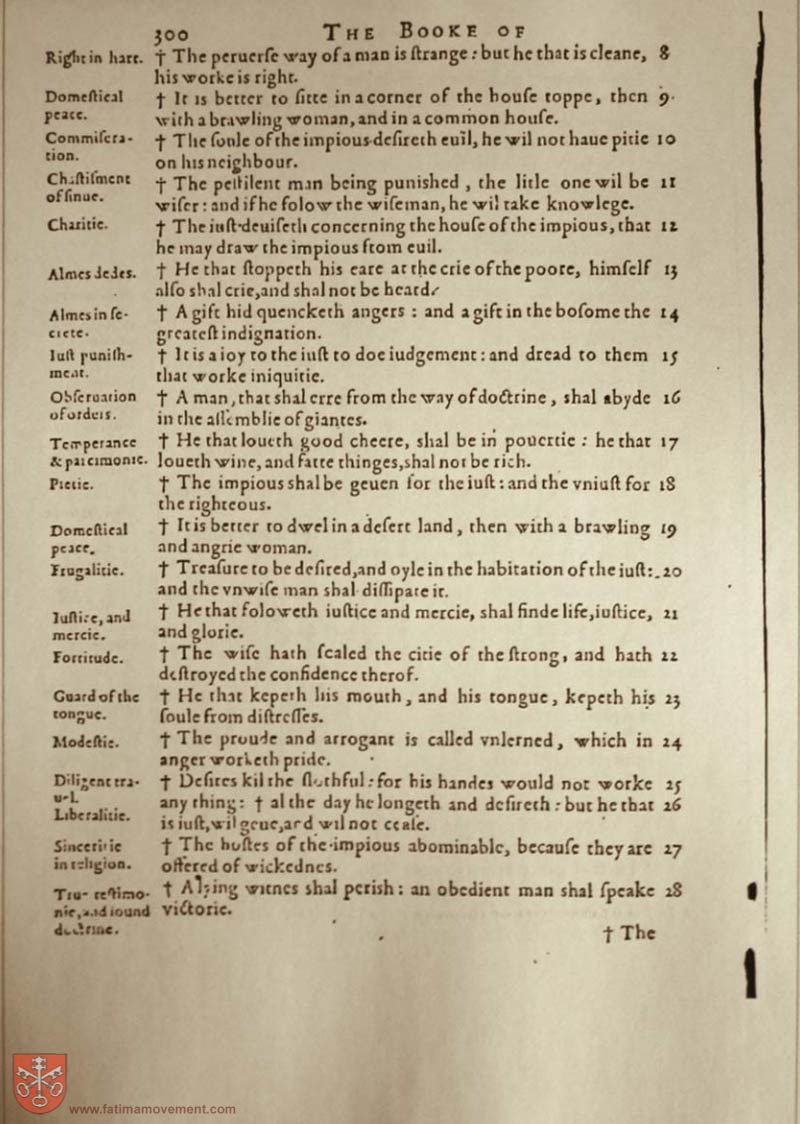 300 THE BOOKE OF
Right in hart. † The peruerse way of a man is strange: but he that is cleane, 8
his worke is right.
Domestical † It is better to sitte in a corner of the house toppe, then 9.
peace. with a brawling woman, and in a common house.
Commisera- † The soule of the impious desireth euil, he wil not haue pitie 10
tion. on his neighbour.
Chastisment † The pestilent man being punished, the litle one wil be 11
of sinne. wiser: and if he folow the wiseman, he wil take knowlege.
Charitie. † The iust deuiseth concerning the house of the impious, that 12
he may draw the impious from euil.
Almes dedes. † He that stoppeth his eare at the crie of the poore, himself 13
also shal crie, and shal not be heard.
Almes in se- † A gift hid quencketh angers: and a gift in the bosome the 14
crete. greatest indignation.
Iust punish- † It is a ioy to the iust to doe iudgement: and dread to them 15
ment. that worke iniquitie.
Obseruation † A man, that shal erre from the way of doctrine, shal abyde 16
of orders. in the assemblie of giantes.
Temperance † He that loueth good cheere, shal be in pouertie: he that 17
& parcimonie. loueth wine, and fatte thinges, shal not be rich.
Pietie. † The impious shal be geuen for the iust: and the vniust for 18
the righteous.
Domestical † It is better to dwel in a desert land, then with a brawling 19
peace. and angrie woman.
Frugalitie. † Treasure to be desired, and oyle in the habitation of the iust: 20
and the vnwise man shal dissipate it.
Iustice, and † He that foloweth iustice and mercie, shal finde life, iustice, 21
mercie. and glorie.
Fortitude. † The wise hath scaled the citie of the strong, and hath 22
destroyed the confidence therof.
Guard of the † He that kepeth his mouth, and his tongue, kepeth his 23
tongue. soule from distresses.
Modestie. † The proude and arrogant is called vnlerned, which in 24
anger worketh pride.
Diligent tra- † Desires kil the slothful: for his handes would not worke 25
uel. any thing: † al the day he longeth and desireth: but he that 26
Liberalitie. is iust, wil geue, and wil not cease.
Sinceritie † The hostes of the impious abominable, because they are 27
in religion. offered of wickednes.
True testimo- † A lying witnes shal perish: an obedient man shal speake 28
nie, and sound victorie.
doctrine. † The
www.fatimamovement.com